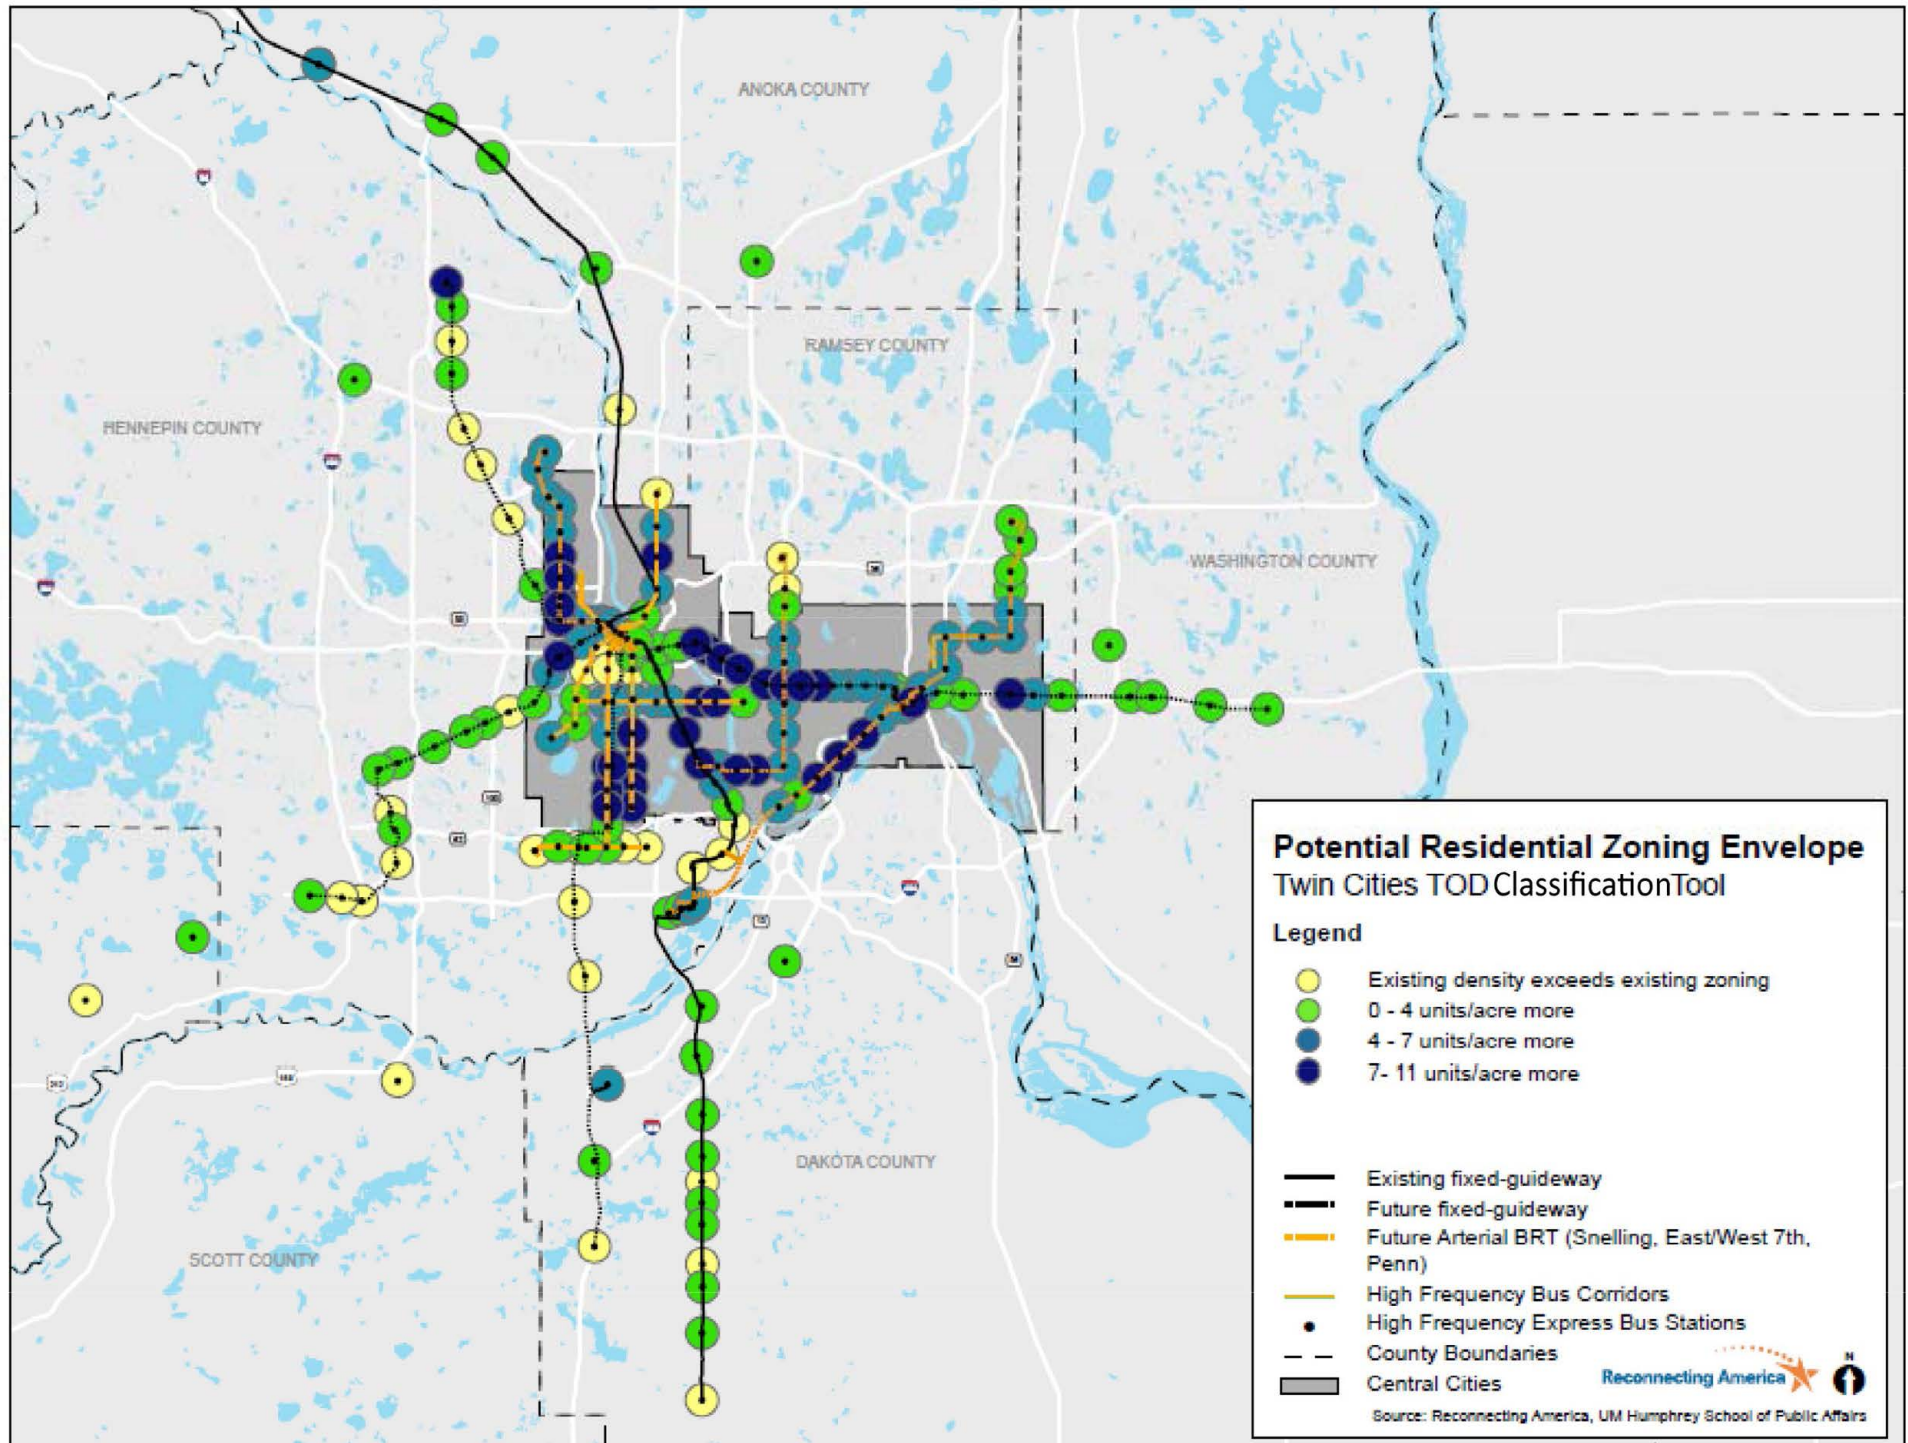 ANOKA COUNTY
RAMSEY COUNTY
HENNEPIN COUNTY
WASHINGTON COUNTY
DAKOTA COUNTY
SCOTT COUNTY
Potential Residential Zoning Envelope
Twin Cities TOD Classification Tool
Legend
Existing density exceeds existing zoning
0 - 4 units/acre more
4 - 7 units/acre more
7- 11 units/acre more
Existing fixed-guideway
Future fixed-guideway
Future Arterial BRT (Snelling, East/West 7th,
Penn)
High Frequency Bus Corridors
High Frequency Express Bus Stations
County Boundaries
Central Cities
Reconnecting America
N
Source: Reconnecting America, UM Humphrey School of Public Affairs